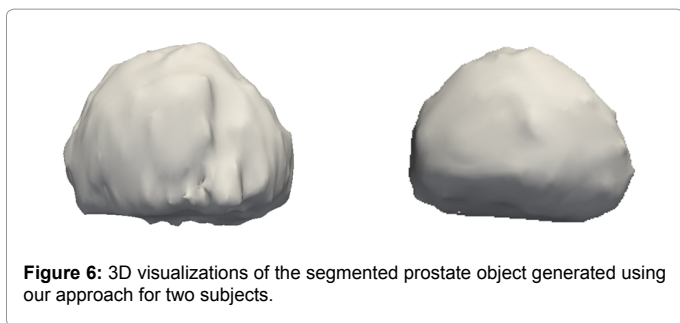 Figure 6: 3D visualizations of the segmented prostate object generated using
our approach for two subjects.